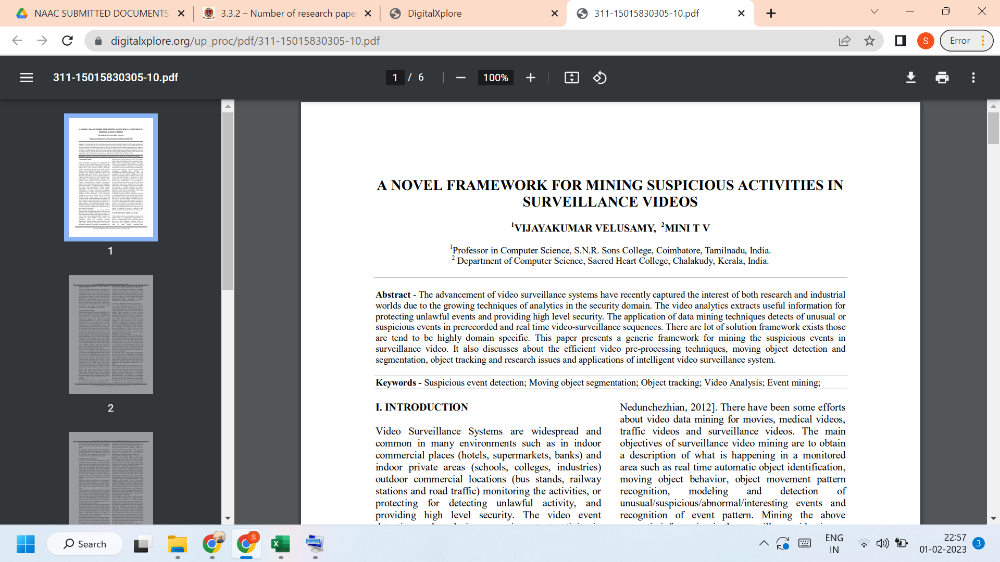 NAAC SUBMITTED DOCUMENTS
3.3.2 – Number of research pape
DigitalXplore
311-15015830305-10.pdf
digitalxplore.org/up_proc/pdf/311-15015830305-10.pdf
S
Error
311-15015830305-10.pdf
1 / 6
100%
A NOVEL FRAMEWORK FOR MINING SUSPICIOUS ACTIVITIES IN
SURVEILLANCE VIDEOS
1
2
A NOVEL FRAMEWORK FOR MINING SUSPICIOUS ACTIVITIES IN
SURVEILLANCE VIDEOS
1VIJAYAKUMAR VELUSAMY, 2MINI T V
1Professor in Computer Science, S.N.R. Sons College, Coimbatore, Tamilnadu, India.
2 Department of Computer Science, Sacred Heart College, Chalakudy, Kerala, India.
Abstract - The advancement of video surveillance systems have recently captured the interest of both research and industrial
worlds due to the growing techniques of analytics in the security domain. The video analytics extracts useful information for
protecting unlawful events and providing high level security. The application of data mining techniques detects of unusual or
suspicious events in prerecorded and real time video-surveillance sequences. There are lot of solution framework exists those
are tend to be highly domain specific. This paper presents a generic framework for mining the suspicious events in
surveillance video. It also discusses about the efficient video pre-processing techniques, moving object detection and
segmentation, object tracking and research issues and applications of intelligent video surveillance system.
Keywords - Suspicious event detection; Moving object segmentation; Object tracking; Video Analysis; Event mining;
I. INTRODUCTION
Video Surveillance Systems are widespread and
common in many environments such as in indoor
commercial places (hotels, supermarkets, banks) and
indoor private areas (schools, colleges, industries)
outdoor commercial locations (bus stands, railway
stations and road traffic) monitoring the activities, or
protecting for detecting unlawful activity, and
providing high level security. The video event
Nedunchezhian, 2012]. There have been some efforts
about video data mining for movies, medical videos,
traffic videos and surveillance videos. The main
objectives of surveillance video mining are to obtain
a description of what is happening in a monitored
area such as real time automatic object identification,
moving object behavior, object movement pattern
recognition, modeling and detection of
unusual/suspicious/abnormal/interesting events and
recognition of event pattern. Mining the above
Search
S
ENG
IN
22:57
01-02-2023
3